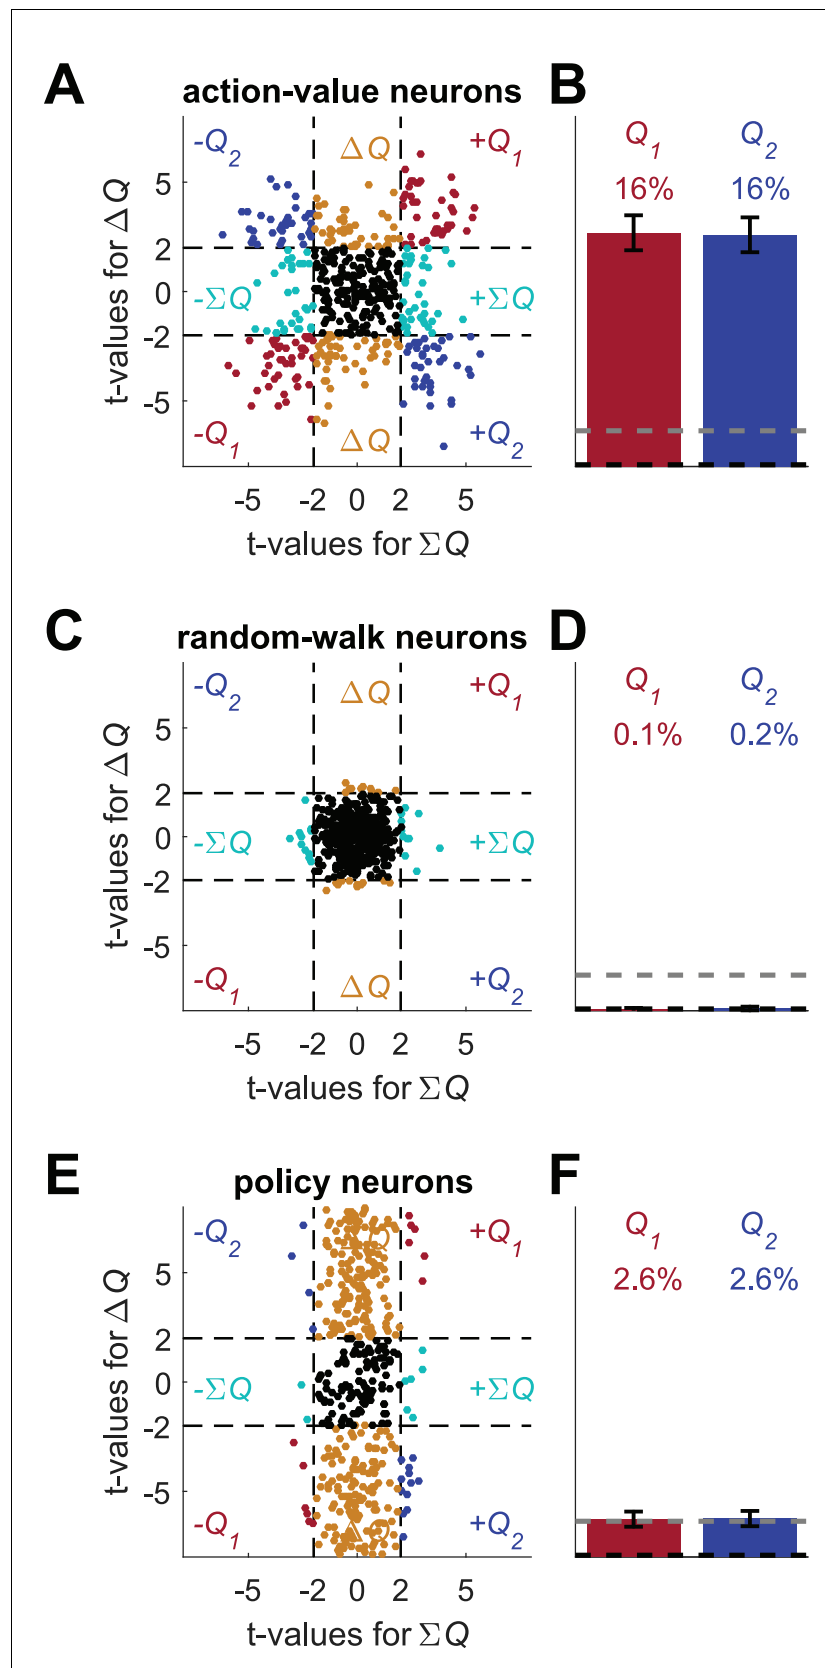 A
action-value neurons
B
-Q2
ΔQ
+Q1
Q1
Q2
16%
16%
5
2
0
-2
-5
t-values for ΔQ
-ΣQ
+ΣQ
-Q1
ΔQ
+Q2
-5 -2 0 2 5
t-values for ΣQ
C
random-walk neurons
D
-Q2
ΔQ
+Q1
Q1
Q2
0.1%
0.2%
5
2
0
-2
-5
t-values for ΔQ
-ΣQ
+ΣQ
-Q1
ΔQ
+Q2
-5 -2 0 2 5
t-values for ΣQ
E
policy neurons
F
-Q2
ΔQ
+Q1
Q1
Q2
2.6%
2.6%
5
2
0
-2
-5
t-values for ΔQ
-ΣQ
+ΣQ
-Q1
ΔQ
+Q2
-5 -2 0 2 5
t-values for ΣQ